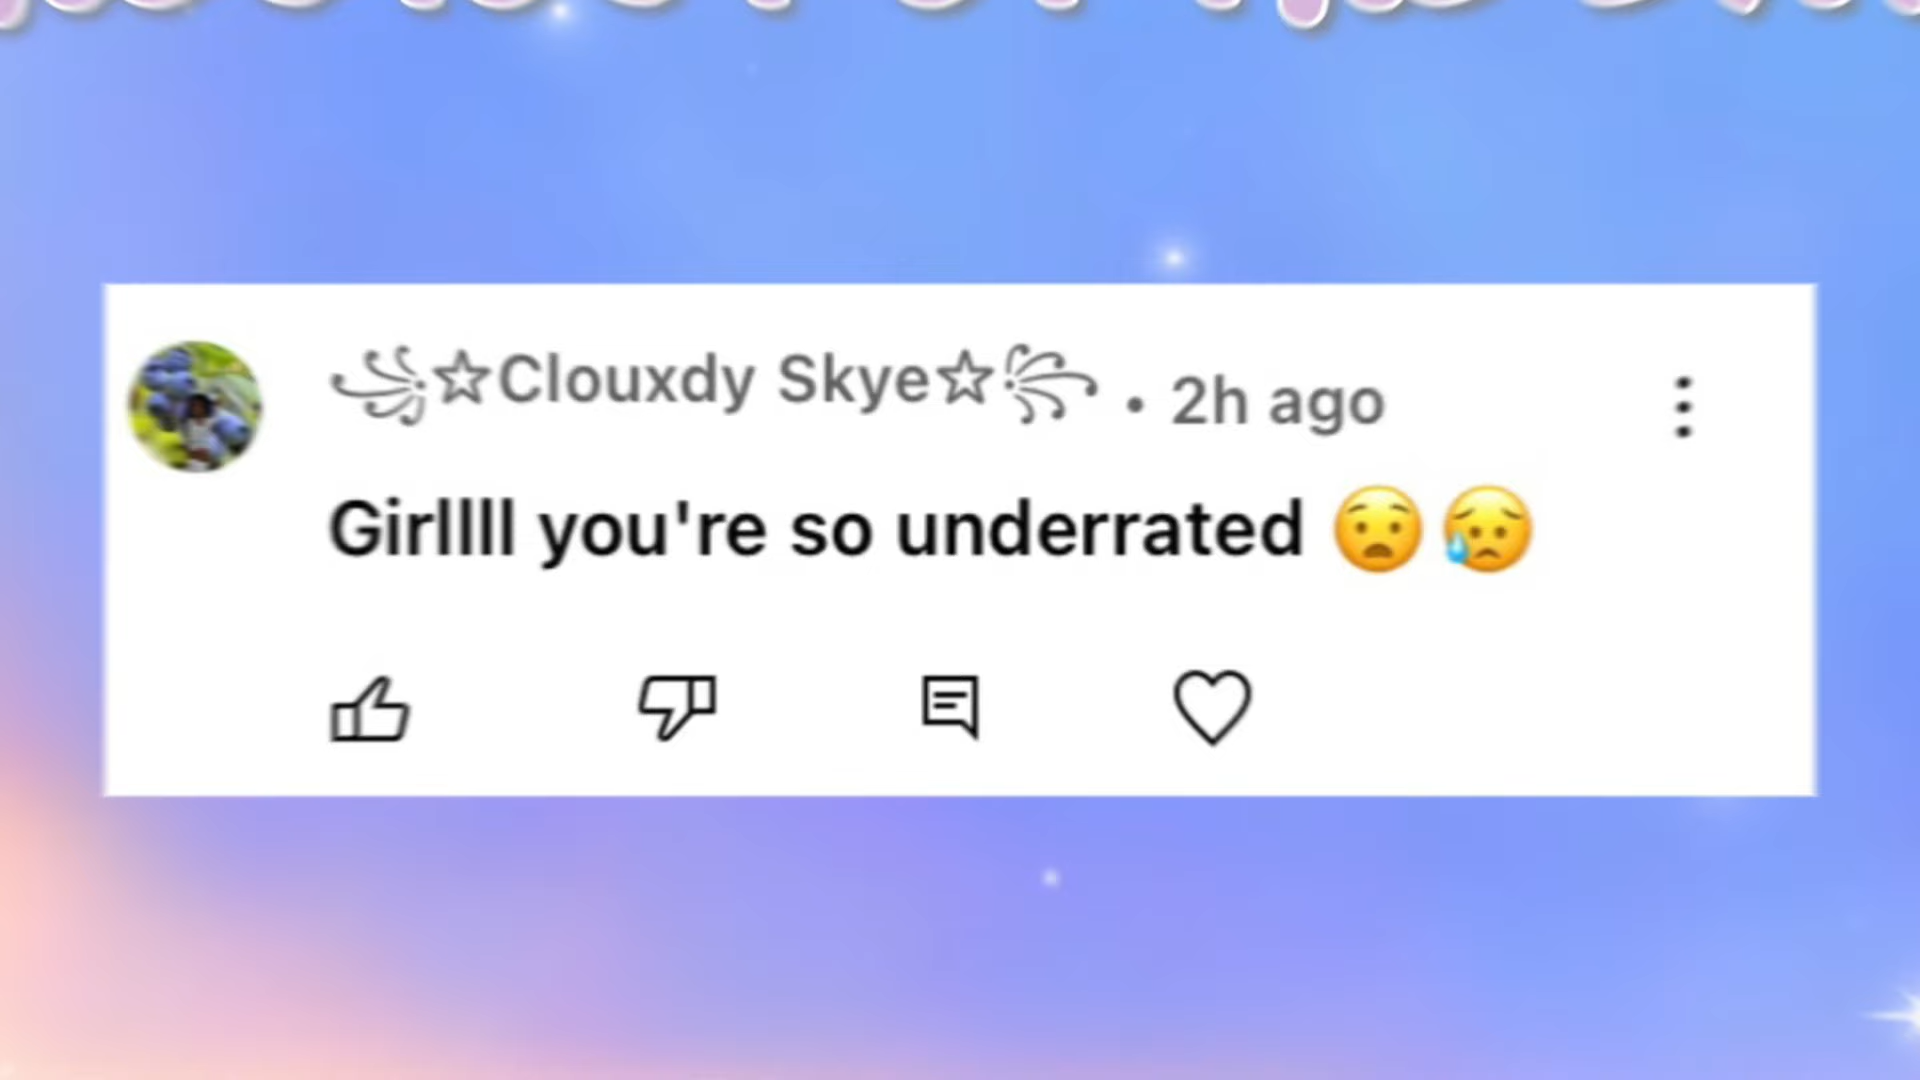 ꧁☆Clouxdy Skye☆꧂ • 2h ago
Girllll you're so underrated 😧 😥